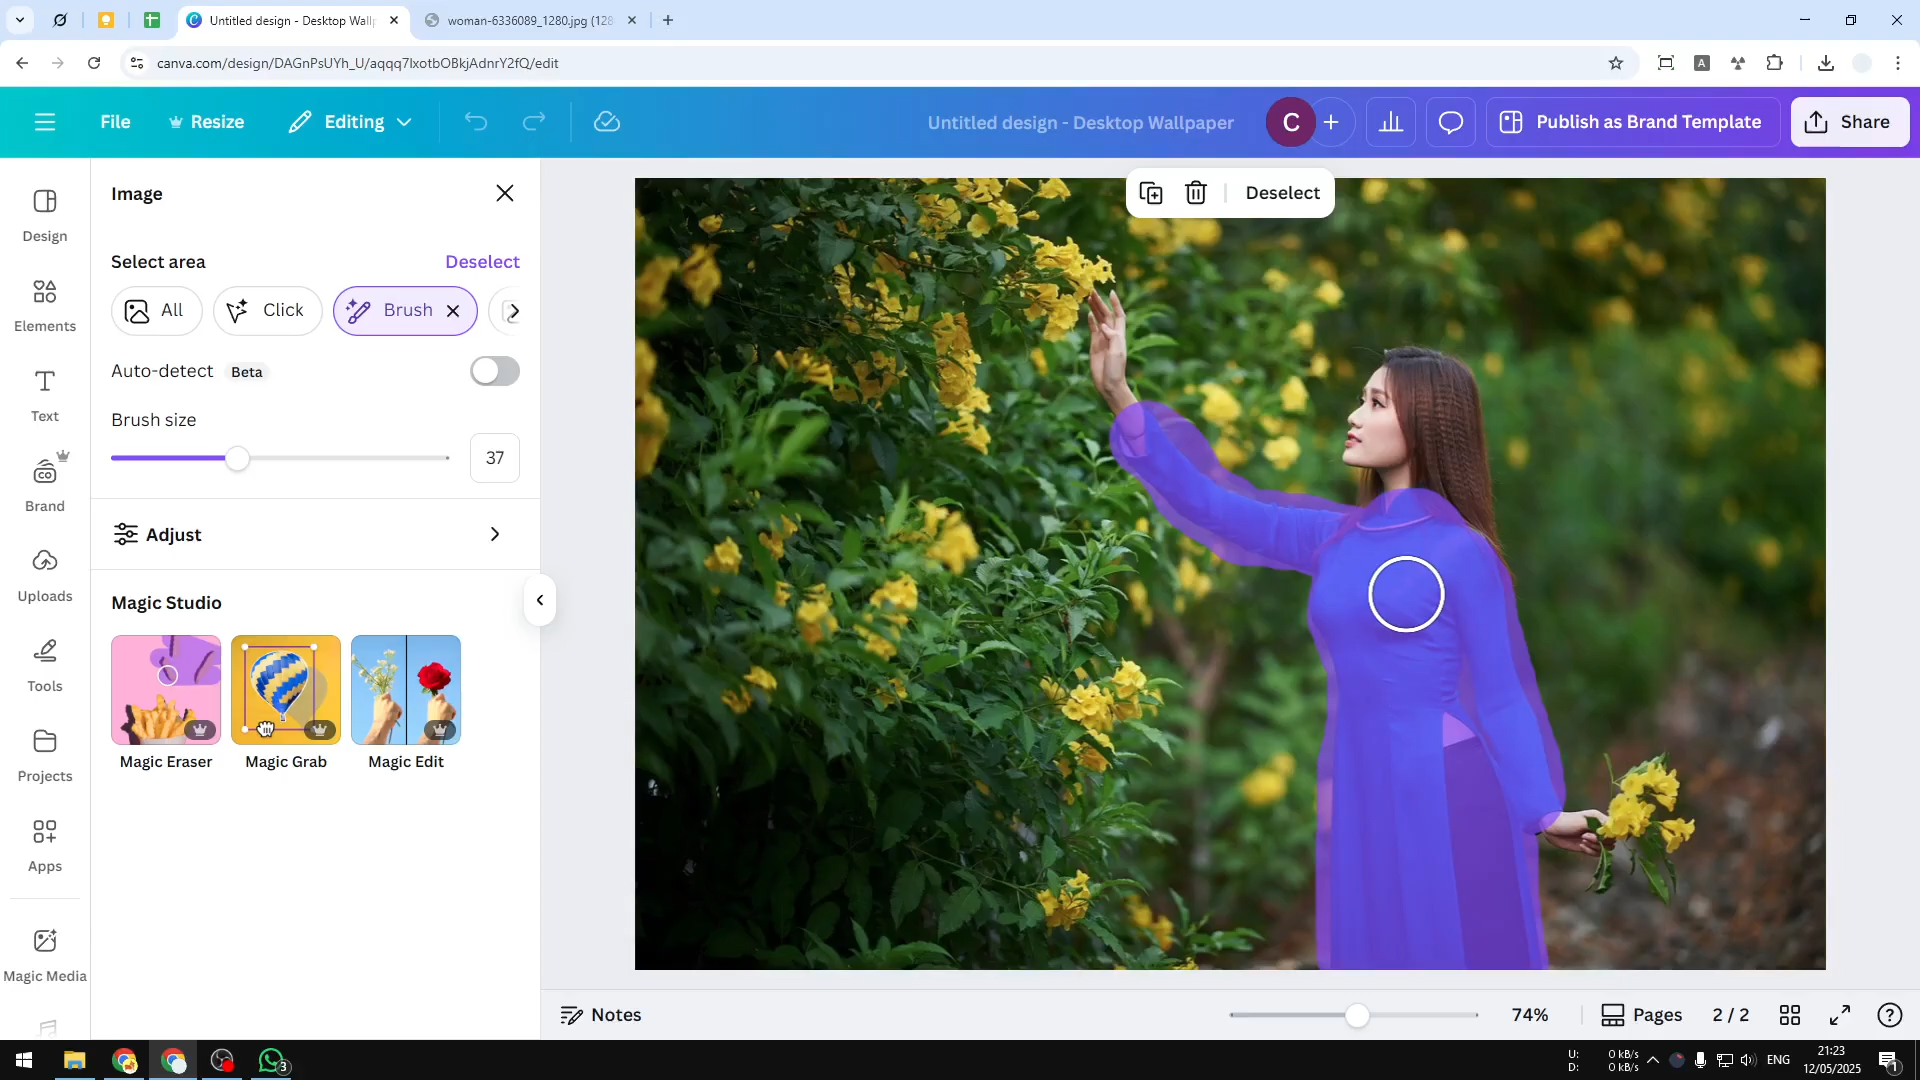 Untitled design - Desktop Wallp
woman-6336089_1280.jpg (128
canva.com/design/DAGnPsUYh_U/aqqq7lxotbOBkjAdnrY2fQ/edit
File
Resize
Editing
Untitled design - Desktop Wallpaper
C
Publish as Brand Template
Share
Design
Elements
Text
Brand
Uploads
Tools
Projects
Apps
Magic Media
Image
Select area
Deselect
All
Click
Brush
Auto-detect
Beta
Brush size
37
Adjust
Magic Studio
Magic Eraser
Magic Grab
Magic Edit
Deselect
Notes
74%
Pages
2 / 2
3
U: 0 kB/s
D: 0 kB/s
ENG
21:23
12/05/2025
1